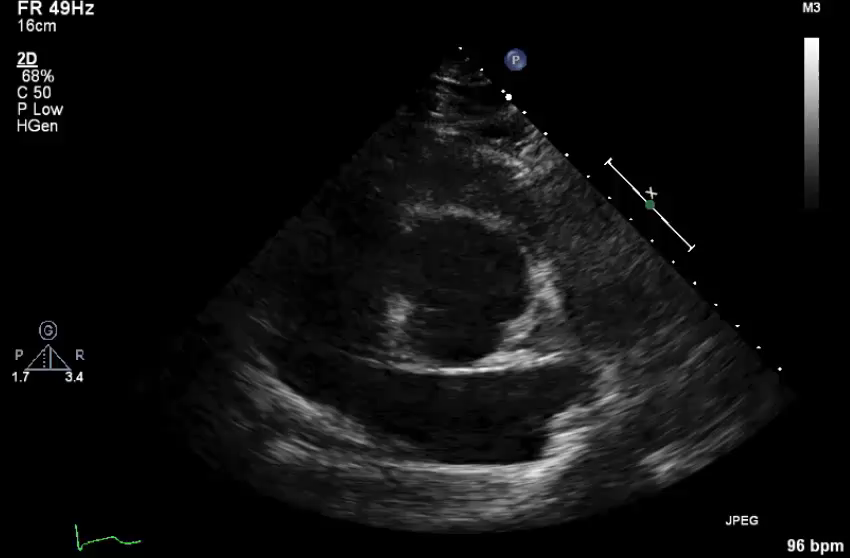 FR 49Hz
16cm
M3
P
2D
68%
C 50
P Low
HGen
G
P R
1.7 3.4
JPEG
96 bpm